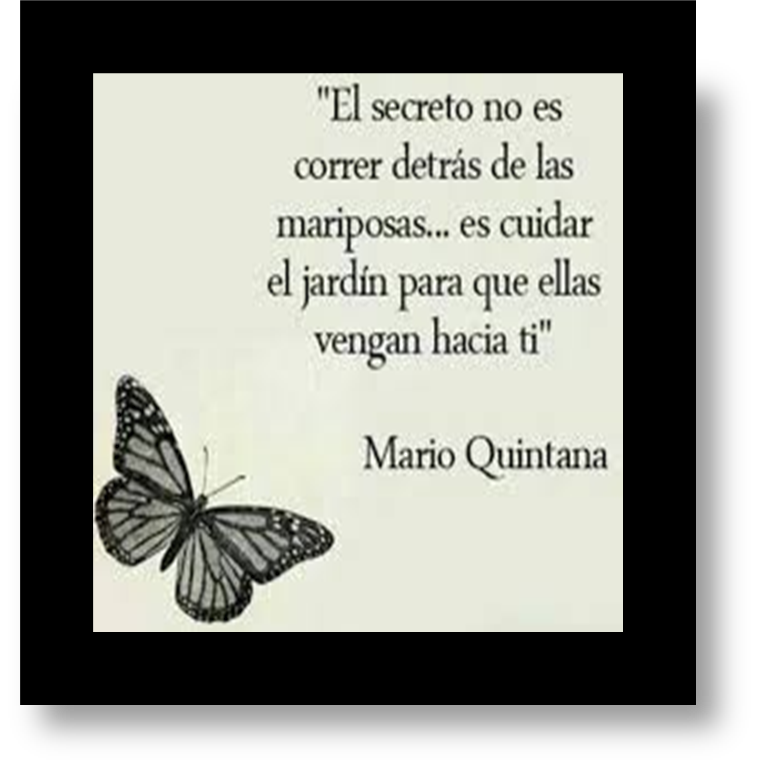 "El secreto no es
correr detrás de las
mariposas... es cuidar
el jardín para que ellas
vengan hacia ti"
Mario Quintana